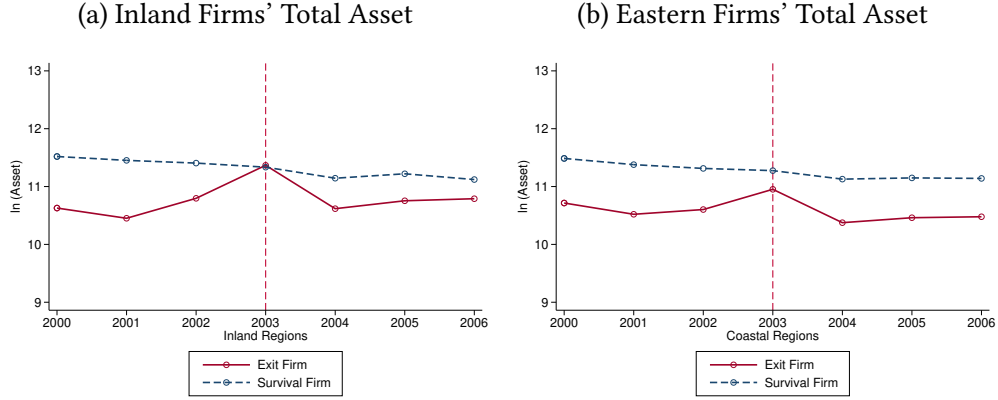 (a) Inland Firms’ Total Asset
13
12
11
10
9
ln (Asset)
2000 2001 2002 2003 2004 2005 2006
Inland Regions
Exit Firm
Survival Firm
(b) Eastern Firms’ Total Asset
13
12
11
10
9
ln (Asset)
2000 2001 2002 2003 2004 2005 2006
Coastal Regions
Exit Firm
Survival Firm